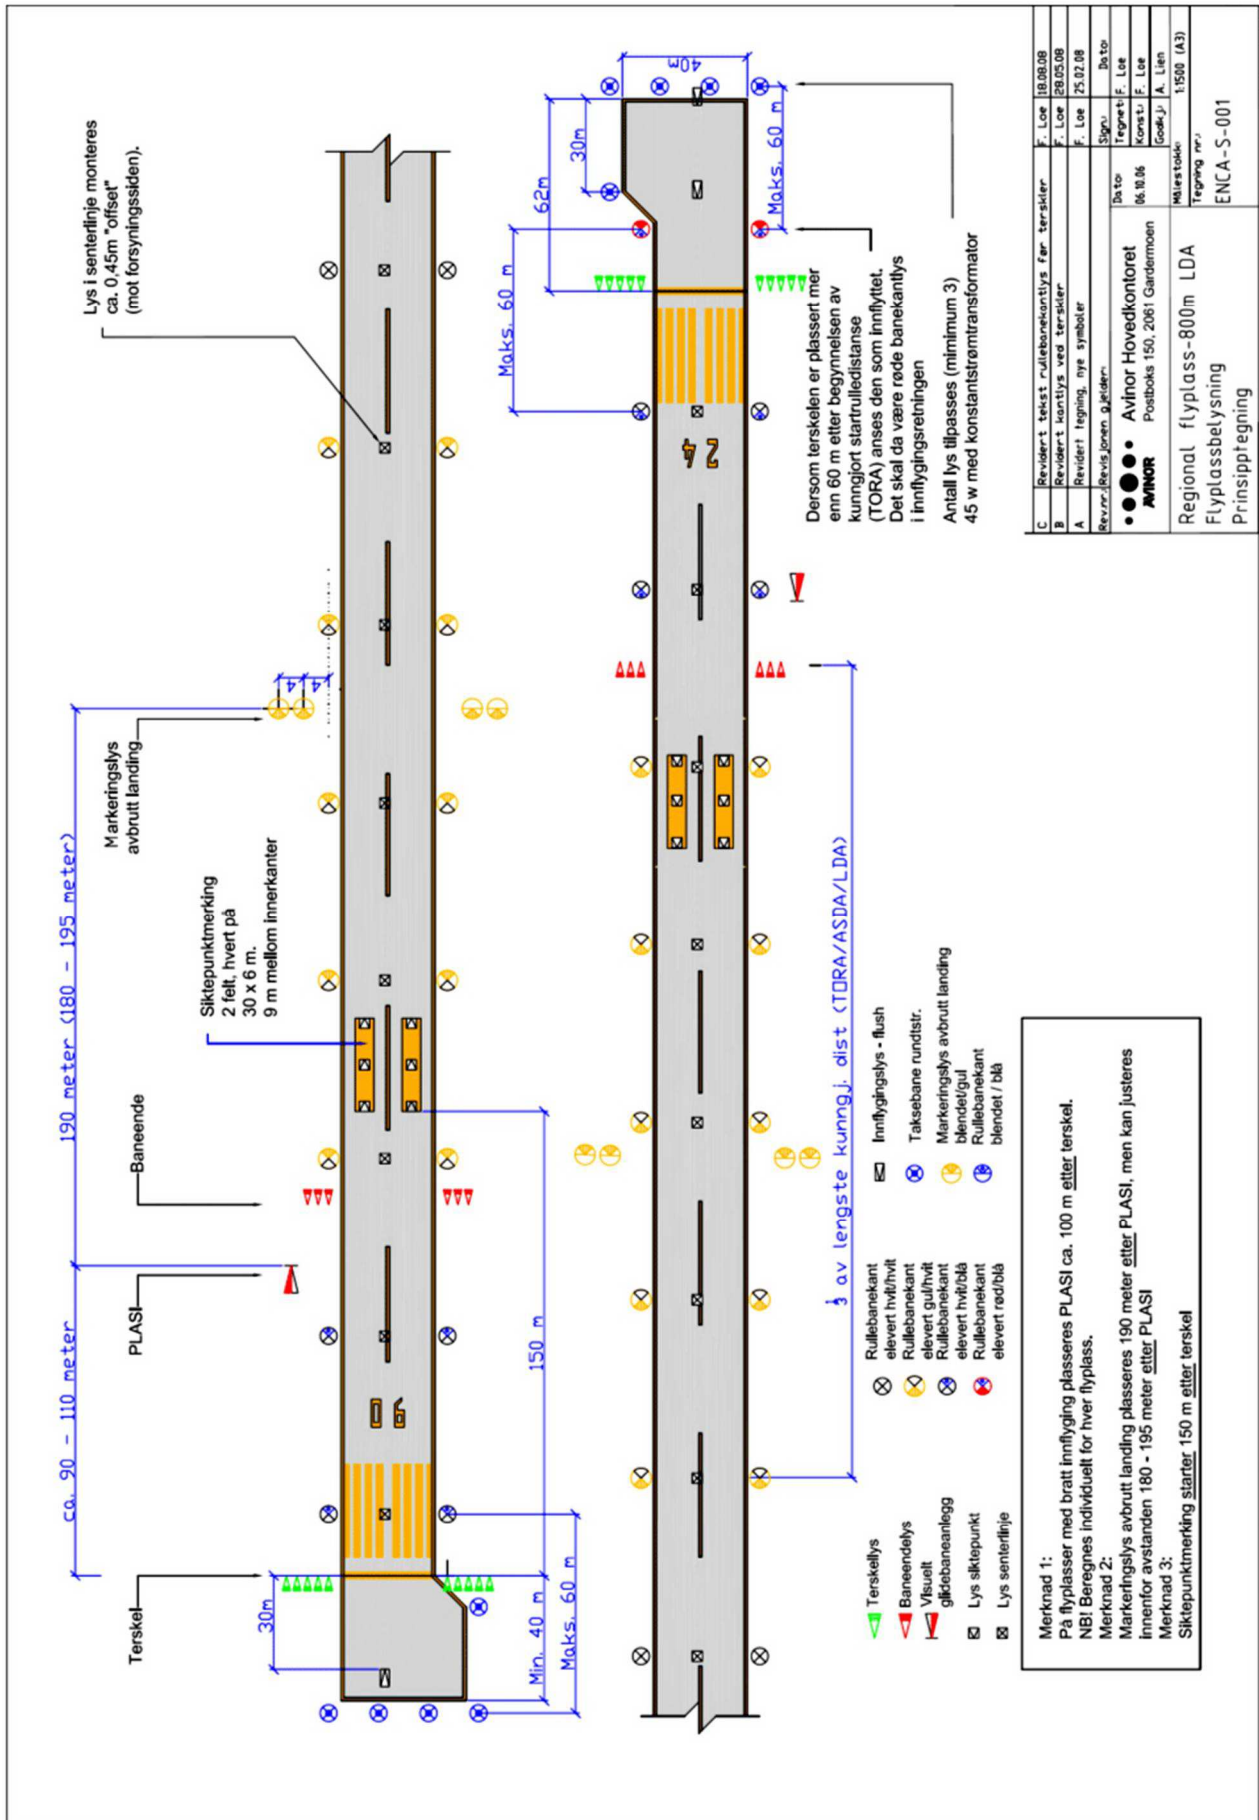 Lys i senterlinje monteres
ca. 0,45m "offset"
(mot forsyningssiden).
190 meter (180 - 195 meter)
ca. 90 - 110 meter
Markeringslys
avbrutt landing
4
4
Siktepunktmerking
2 felt, hvert på
30 x 6 m.
9 m mellom innerkanter
Baneende
PLASI
Terskel
30m
06
150 m
Min. 40 m
Maks. 60 m
40m
30m
62m
Maks. 60 m
Maks. 60 m
24
Dersom terskelen er plassert mer
enn 60 m etter begynnelsen av
kunngjort startrulledistanse
(TORA) anses den som innflyttet.
Det skal da være røde banekantlys
i innflygingsretningen
Antall lys tilpasses (mimimum 3)
45 w med konstantstrømtransformator
av lengste kunngj. dist (TORA/ASDA/LDA)
Terskellys
Baneendelys
Visuelt
glidebaneanlegg
Lys siktepunkt
Lys senterlinje
Rullebanekant
elevert hvit/hvit
Rullebanekant
elevert gul/hvit
Rullebanekant
elevert hvit/blå
Rullebanekant
elevert rød/blå
Innflygingslys - flush
Taksebane rundtstr.
Markeringslys avbrutt landing
blendet/gul
Rullebanekant
blendet / blå
Merknad 1:
På flyplasser med bratt innflyging plasseres PLASI ca. 100 m etter terskel.
NB! Beregnes individuelt for hver flyplass.
Merknad 2:
Markeringslys avbrutt landing plasseres 190 meter etter PLASI, men kan justeres
innenfor avstanden 180 - 195 meter etter PLASI
Merknad 3:
Siktepunktmerking starter 150 m etter terskel
C Revidert tekst rullebanekantlys før terskler F. Loe 18.08.08
B Revidert kantlys ved terskler F. Loe 28.05.08
A Revidert tegning, nye symboler F. Loe 25.02.08
Rev.nr. Revisjonen gjelder: Sign.: Dato:
AVINOR
Avinor Hovedkontoret
Postboks 150, 2061 Gardermoen
Dato: 06.10.06
Tegnet: F. Loe
Konst.: F. Loe
Godkj.: A. Lien
Regional flyplass-800m LDA
Flyplassbelysning
Prinsipptegning
Målestokk: 1:1500 (A3)
Tegning nr.:
ENCA-S-001